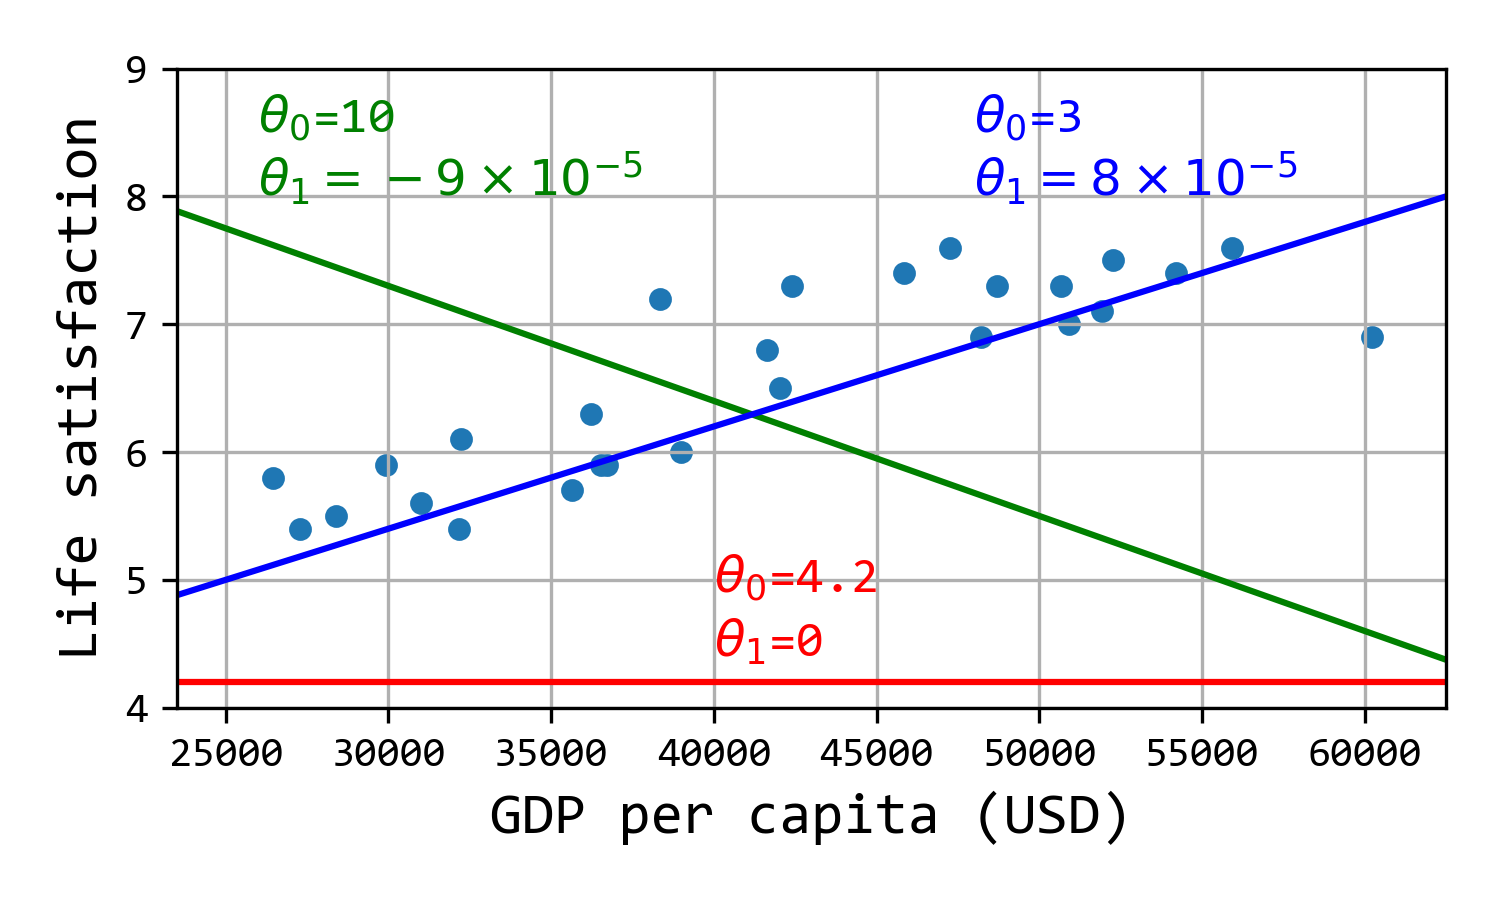 Life satisfaction
9
8
7
6
5
4
θ₀=10
θ₁ = −9 × 10⁻⁵
θ₀=3
θ₁ = 8 × 10⁻⁵
θ₀=4.2
θ₁=0
25000 30000 35000 40000 45000 50000 55000 60000
GDP per capita (USD)